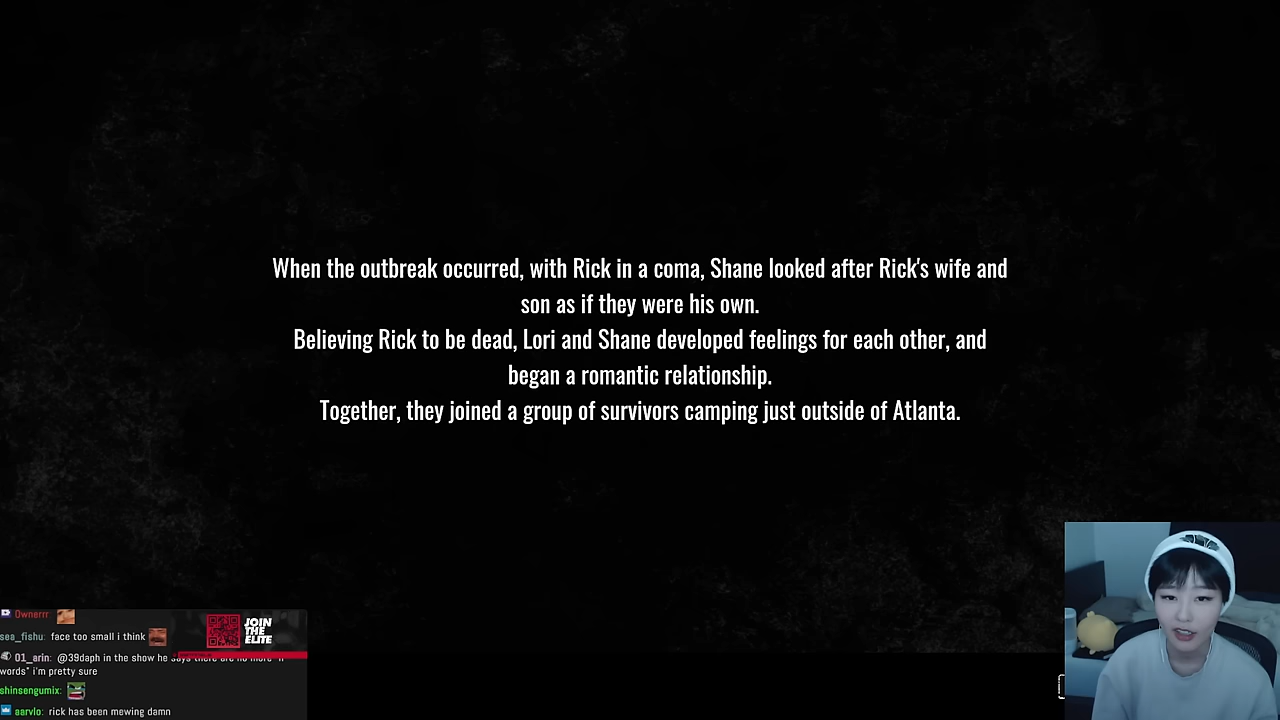 When the outbreak occurred, with Rick in a coma, Shane looked after Rick's wife and
son as if they were his own.
Believing Rick to be dead, Lori and Shane developed feelings for each other, and
began a romantic relationship.
Together, they joined a group of survivors camping just outside of Atlanta.
Ownerrr
sea_fishu: face too small i think
JOIN
THE
ELITE
01_arin: @39daph in the show he says there are no more
words" i'm pretty sure
shinsengumix:
aarvlo: rick has been mewing damn